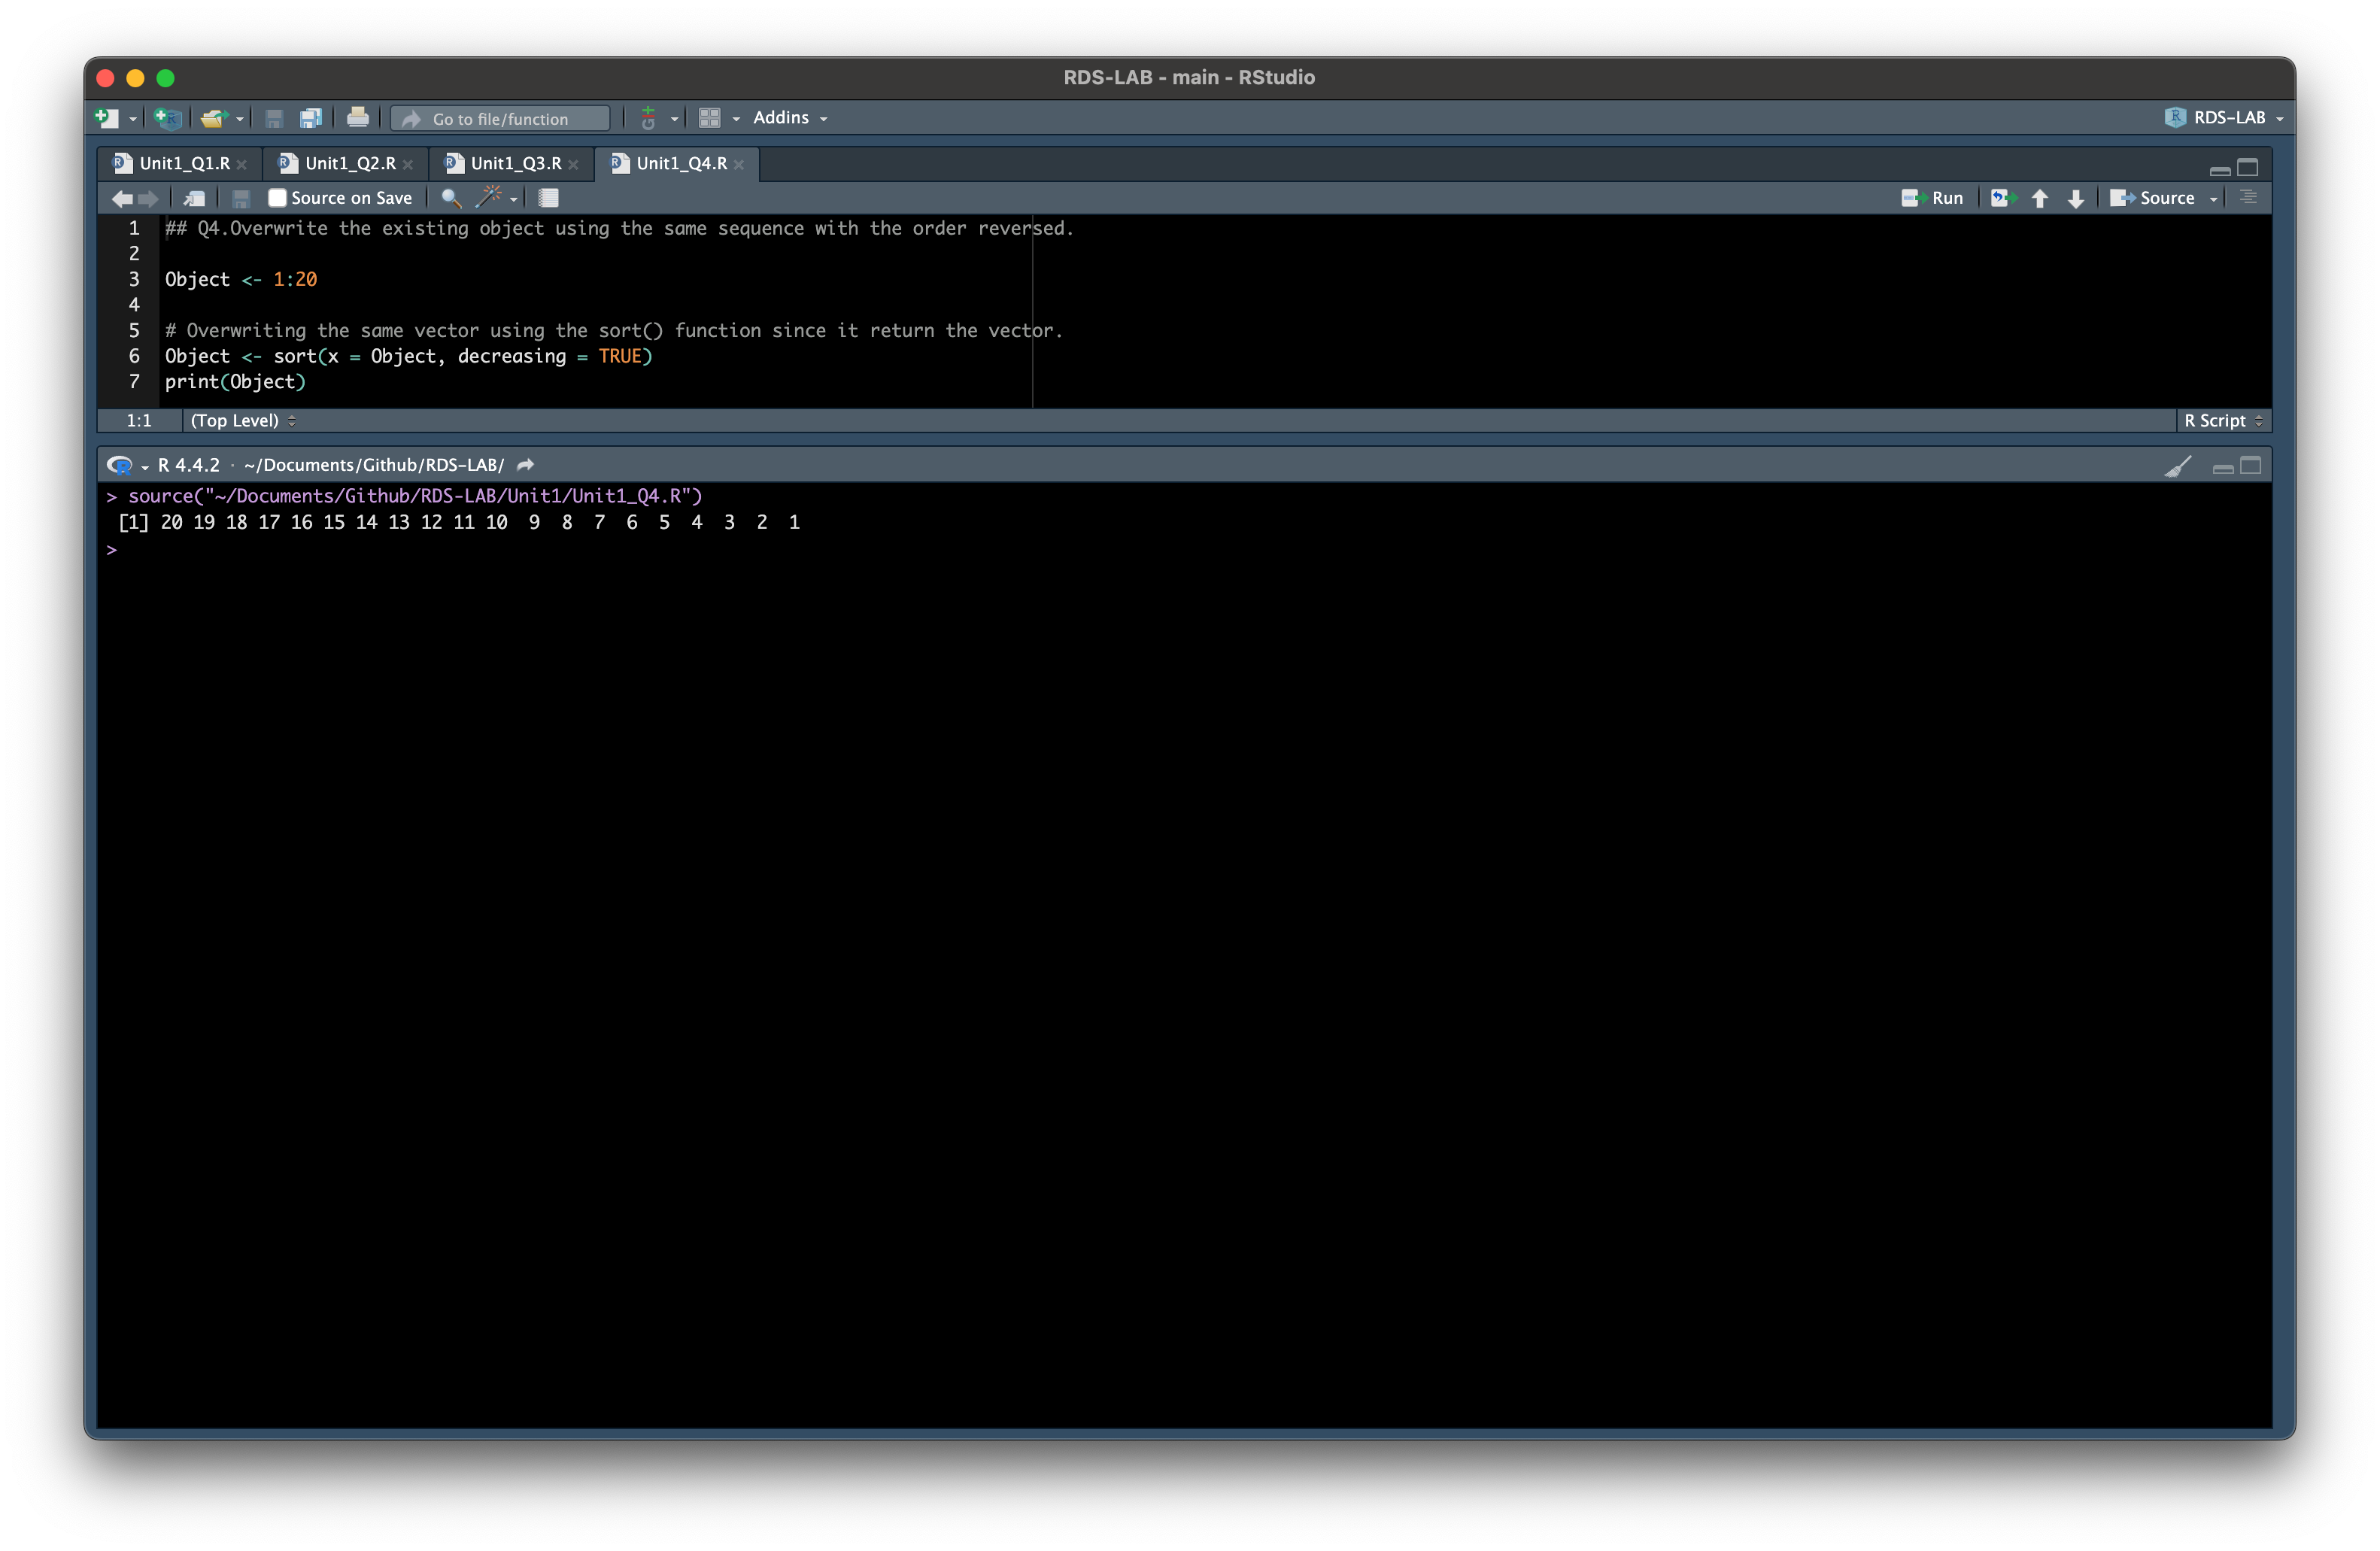 RDS-LAB - main - RStudio
Go to file/function
Addins
RDS-LAB
Unit1_Q1.R
Unit1_Q2.R
Unit1_Q3.R
Unit1_Q4.R
Source on Save
Run
Source
1 ## Q4.Overwrite the existing object using the same sequence with the order reversed.
2
3 Object <- 1:20
4
5 # Overwriting the same vector using the sort() function since it return the vector.
6 Object <- sort(x = Object, decreasing = TRUE)
7 print(Object)
1:1
(Top Level)
R Script
R 4.4.2 · ~/Documents/Github/RDS-LAB/
> source("~/Documents/Github/RDS-LAB/Unit1/Unit1_Q4.R")
[1] 20 19 18 17 16 15 14 13 12 11 10  9  8  7  6  5  4  3  2  1
>